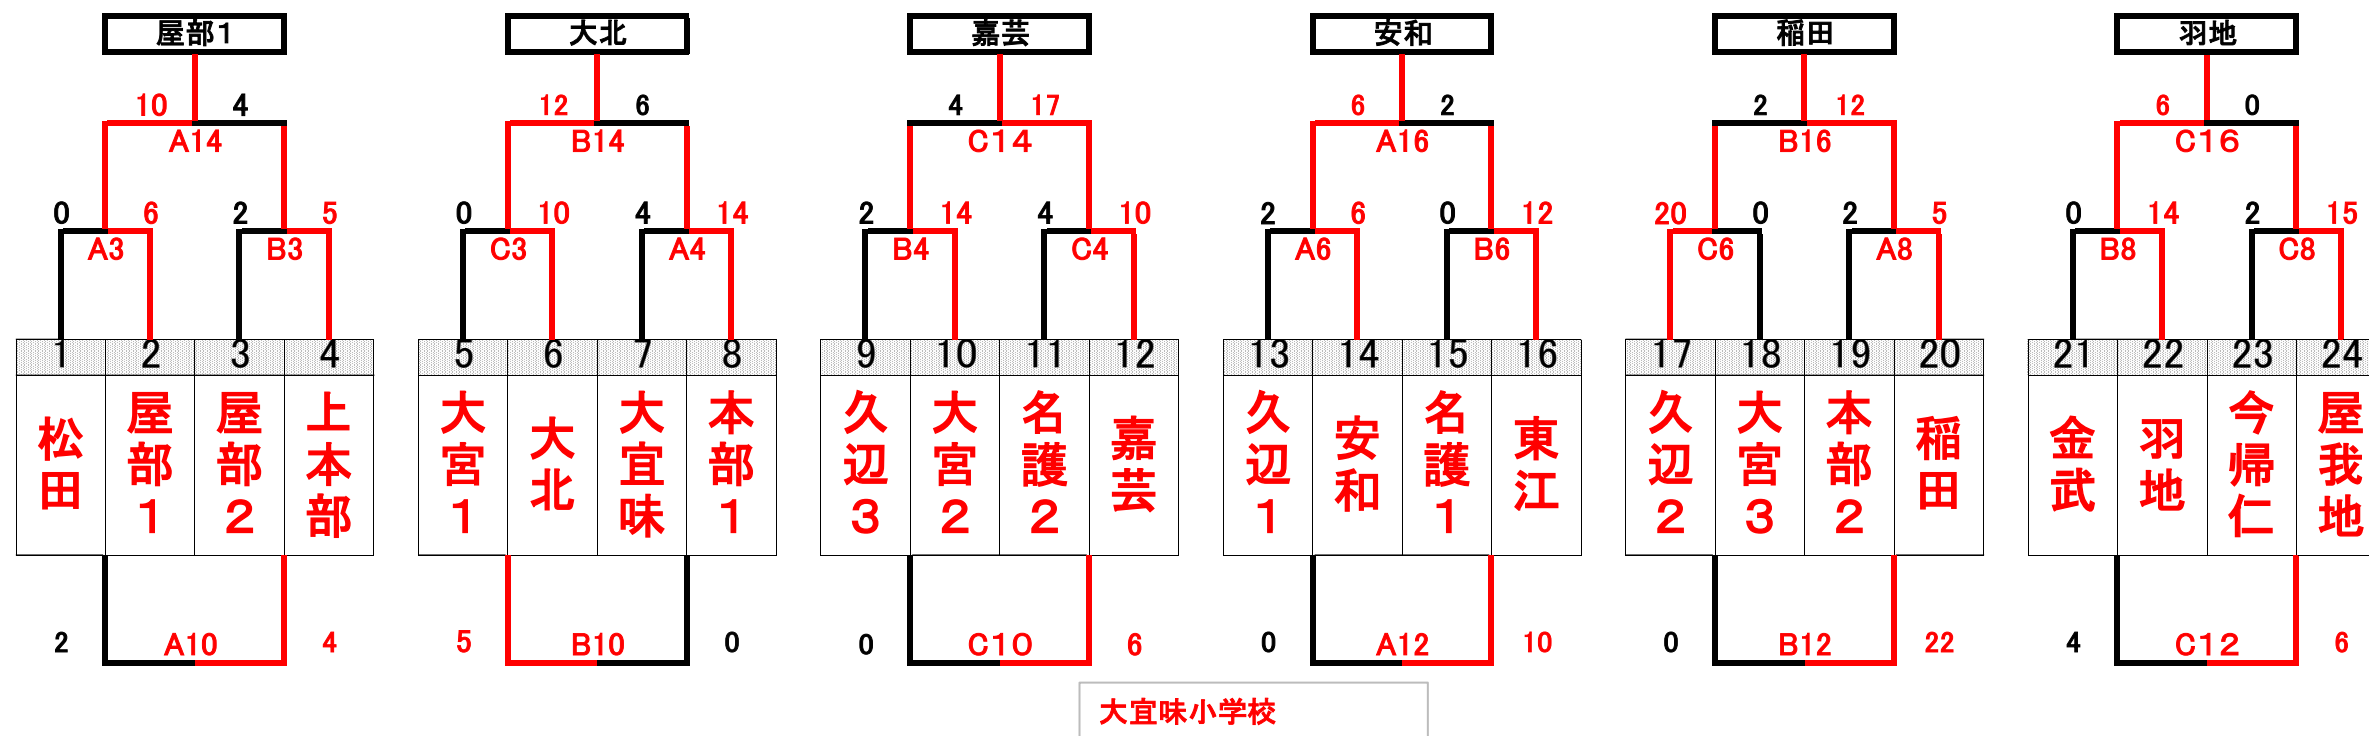 屋部1 大北 嘉芸 安和 稲田 羽地
10 4 12 6 4 17 6 2 2 12 6 0
A14 B14 C14 A16 B16 C16
0 6 2 5 0 10 4 14 2 14 4 10 2 6 0 12 20 0 2 5 0 14 2 15
A3 B3 C3 A4 B4 C4 A6 B6 C6 A8 B8 C8
1 2 3 4 5 6 7 8 9 10 11 12 13 14 15 16 17 18 19 20 21 22 23 24
松田 屋部1 屋部2 上本部 大宮1 大北 大宜味 本部1 久辺3 大宮2 名護2 嘉芸 久辺1 安和 名護1 東江 久辺2 大宮3 本部2 稲田 金武 羽地 今帰仁 屋我地
2 A10 4 5 B10 0 0 C10 6 0 A12 10 0 B12 22 4 C12 6
大宜味小学校